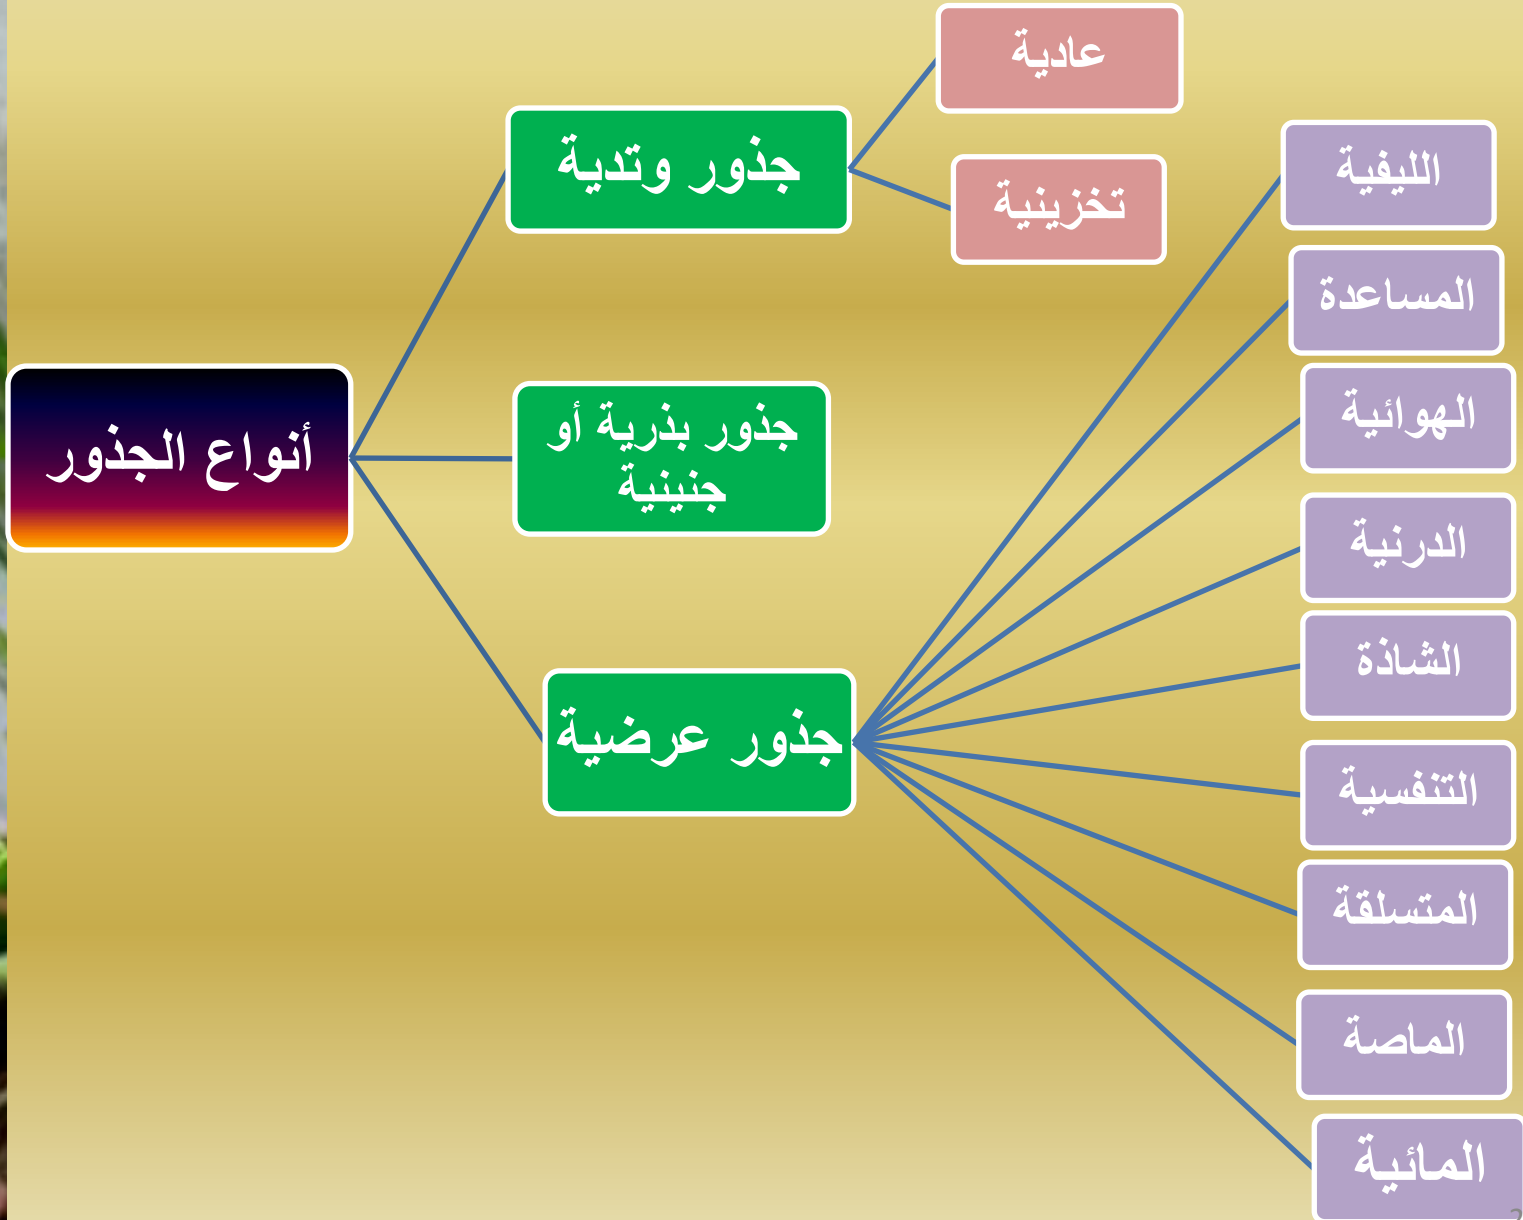 أنواع الجذور
جذور وتدية
عادية
تخزينية
جذور بذرية أو
جنينية
جذور عرضية
الليفية
المساعدة
الهوائية
الدرنية
الشاذة
التنفسية
المتسلقة
الماصة
المائية
2